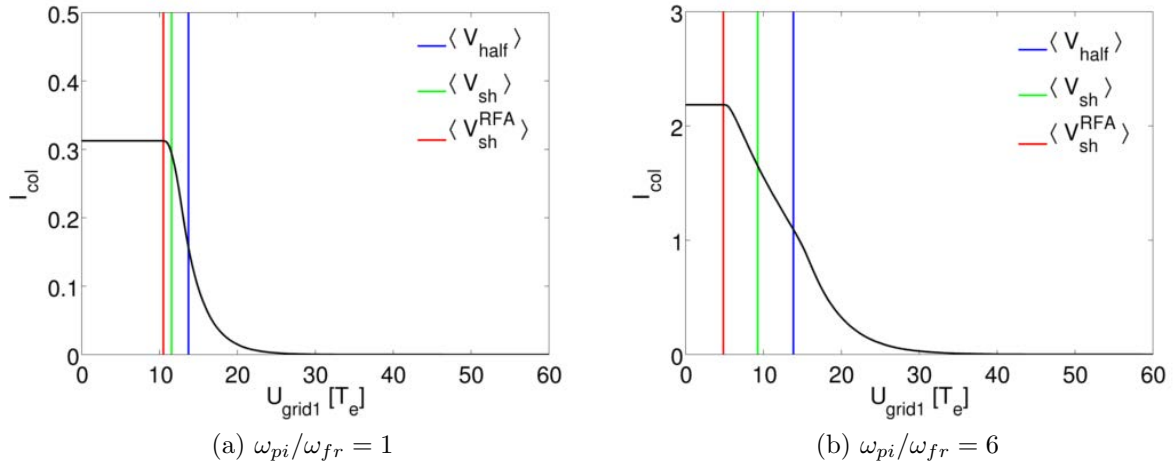 0.5
0.4
0.3
0.2
0.1
0
I_col
0 10 20 30 40 50 60
U_grid1 [T_e]
⟨ V_half ⟩
⟨ V_sh ⟩
⟨ V_sh^RFA ⟩
(a) ω_pi/ω_fr = 1
3
2
1
0
I_col
0 10 20 30 40 50 60
U_grid1 [T_e]
⟨ V_half ⟩
⟨ V_sh ⟩
⟨ V_sh^RFA ⟩
(b) ω_pi/ω_fr = 6